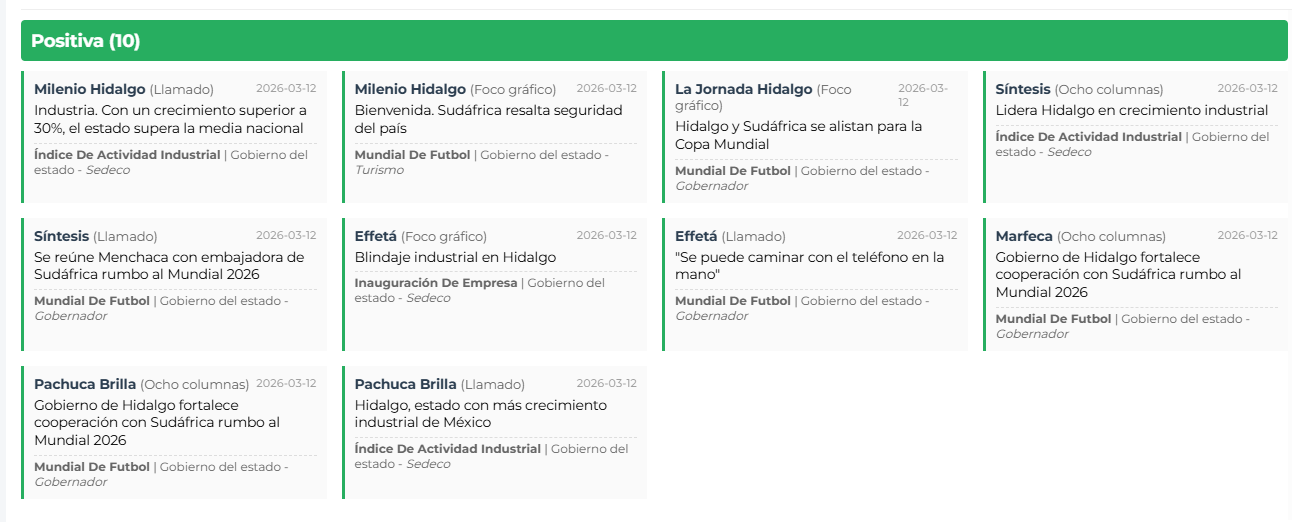 Positiva (10)
Milenio Hidalgo (Llamado) 2026-03-12
Industria. Con un crecimiento superior a
30%, el estado supera la media nacional
Índice De Actividad Industrial | Gobierno del
estado - Sedeco
Milenio Hidalgo (Foco gráfico) 2026-03-12
Bienvenida. Sudáfrica resalta seguridad
del país
Mundial De Futbol | Gobierno del estado -
Turismo
La Jornada Hidalgo (Foco
gráfico)
2026-03-
12
Hidalgo y Sudáfrica se alistan para la
Copa Mundial
Mundial De Futbol | Gobierno del estado -
Gobernador
Síntesis (Ocho columnas) 2026-03-12
Lidera Hidalgo en crecimiento industrial
Índice De Actividad Industrial | Gobierno del
estado - Sedeco
Síntesis (Llamado) 2026-03-12
Se reúne Menchaca con embajadora de
Sudáfrica rumbo al Mundial 2026
Mundial De Futbol | Gobierno del estado -
Gobernador
Effetá (Foco gráfico) 2026-03-12
Blindaje industrial en Hidalgo
Inauguración De Empresa | Gobierno del
estado - Sedeco
Effetá (Llamado) 2026-03-12
"Se puede caminar con el teléfono en la
mano"
Mundial De Futbol | Gobierno del estado -
Gobernador
Marfeca (Ocho columnas) 2026-03-12
Gobierno de Hidalgo fortalece
cooperación con Sudáfrica rumbo al
Mundial 2026
Mundial De Futbol | Gobierno del estado -
Gobernador
Pachuca Brilla (Ocho columnas) 2026-03-12
Gobierno de Hidalgo fortalece
cooperación con Sudáfrica rumbo al
Mundial 2026
Mundial De Futbol | Gobierno del estado -
Gobernador
Pachuca Brilla (Llamado) 2026-03-12
Hidalgo, estado con más crecimiento
industrial de México
Índice De Actividad Industrial | Gobierno del
estado - Sedeco